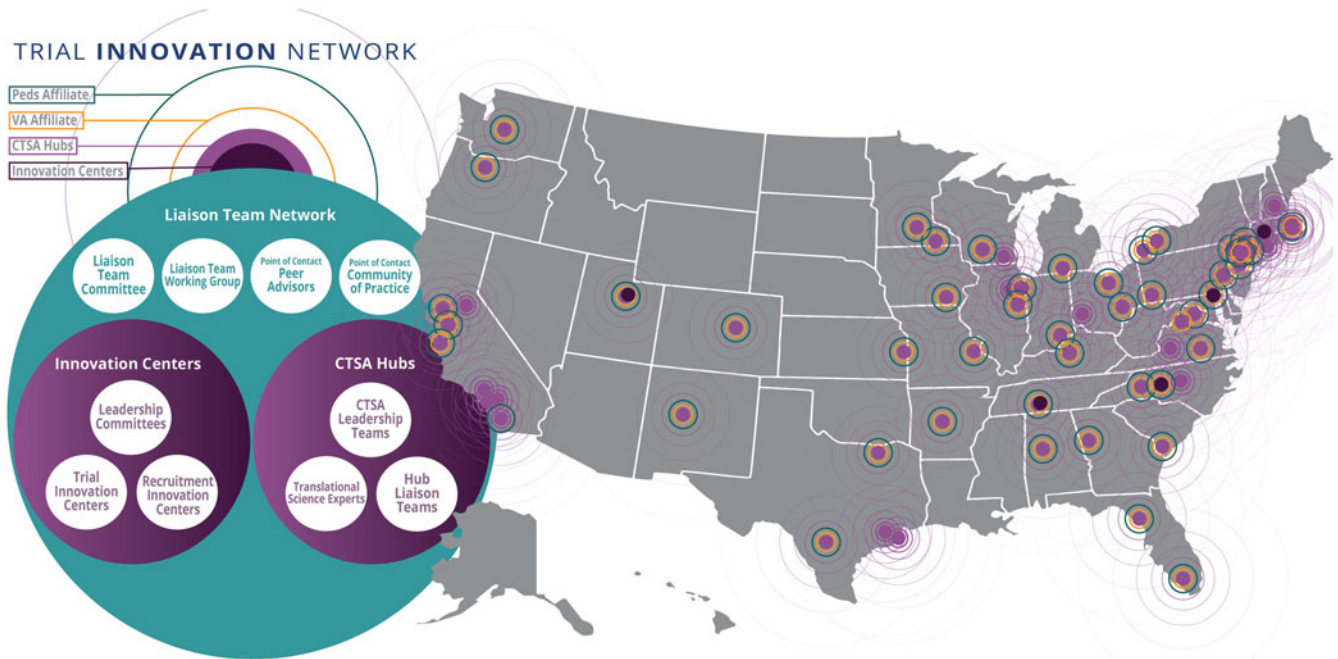 TRIAL INNOVATION NETWORK
Peds Affiliate
VA Affiliate
CTSA Hubs
Innovation Centers
Liaison Team Network
Liaison
Team
Committee
Liaison Team
Working Group
Point of Contact
Peer
Advisors
Point of Contact
Community
of Practice
Innovation Centers
Leadership
Committees
Trial
Innovation
Centers
Recruitment
Innovation
Centers
CTSA Hubs
CTSA
Leadership
Teams
Translational
Science Experts
Hub
Liaison
Teams